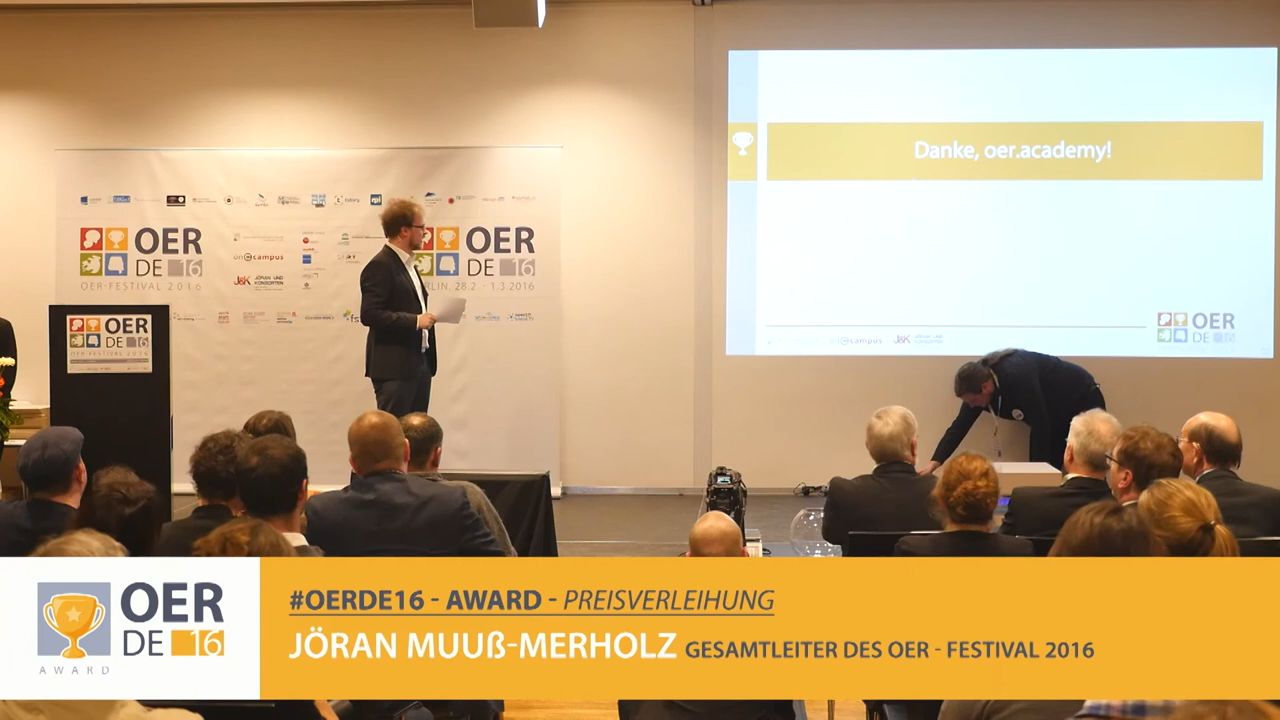 Danke, oer.academy!
OER
DE 16
OER-FESTIVAL 2016
OER
DE 16
BERLIN, 28.2. - 1.3.2016
oncampus
J&K JÖRAN UND KONSORTEN
OER
DE 16
OER-FESTIVAL 2016
oncampus
J&K
OER
DE 16
OER
DE 16
AWARD
#OERDE16 - AWARD - PREISVERLEIHUNG
JÖRAN MUUß-MERHOLZ GESAMTLEITER DES OER - FESTIVAL 2016